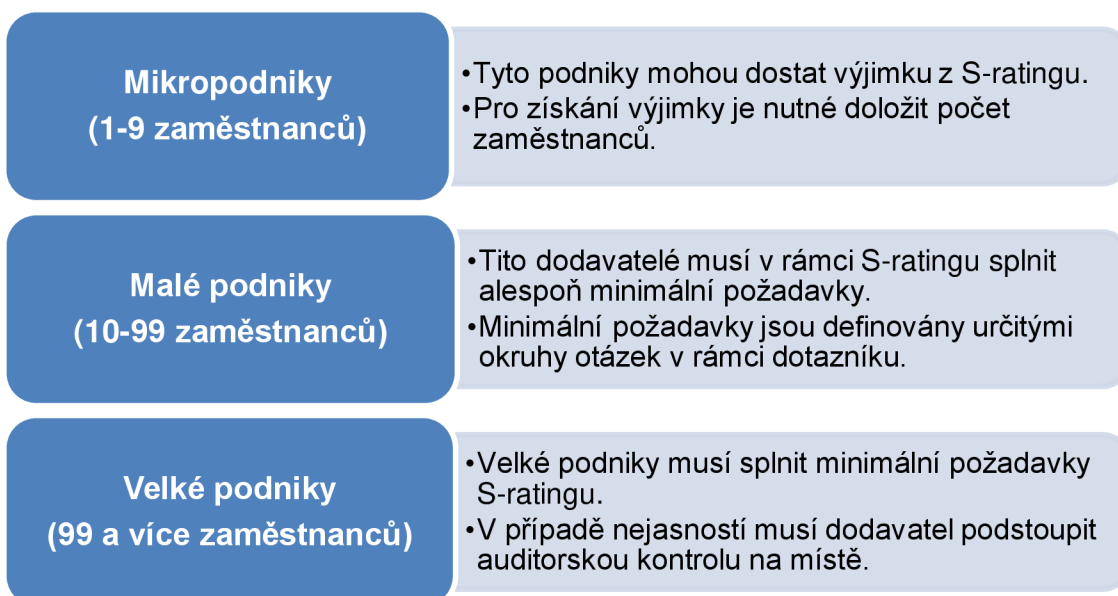 Mikropodniky
(1-9 zaměstnanců)
•Tyto podniky mohou dostat výjimku z S-ratingu.
•Pro získání výjimky je nutné doložit počet
zaměstnanců.
Malé podniky
(10-99 zaměstnanců)
•Tito dodavatelé musí v rámci S-ratingu splnit
alespoň minimální požadavky.
•Minimální požadavky jsou definovány určitými
okruhy otázek v rámci dotazníku.
Velké podniky
(99 a více zaměstnanců)
•Velké podniky musí splnit minimální požadavky
S-ratingu.
•V případě nejasností musí dodavatel podstoupit
auditorskou kontrolu na místě.